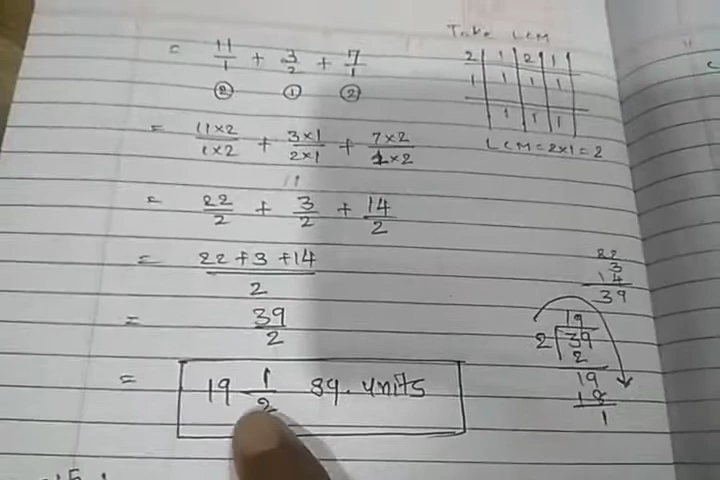 Take LCM
= 11/1 + 3/2 + 7/1
② ① ②
2 | 1 | 2 | 1
1 | 1 | 1 | 1
1 | 1 | 1
LCM = 2×1 = 2
= 11×2/1×2 + 3×1/2×1 + 7×2/1×2
= 22/2 + 3/2 + 14/2
= 22+3+14/2
22
3
14
39
= 39/2
19
2 39
2
19
18
1
= 19 1/2 sq. units